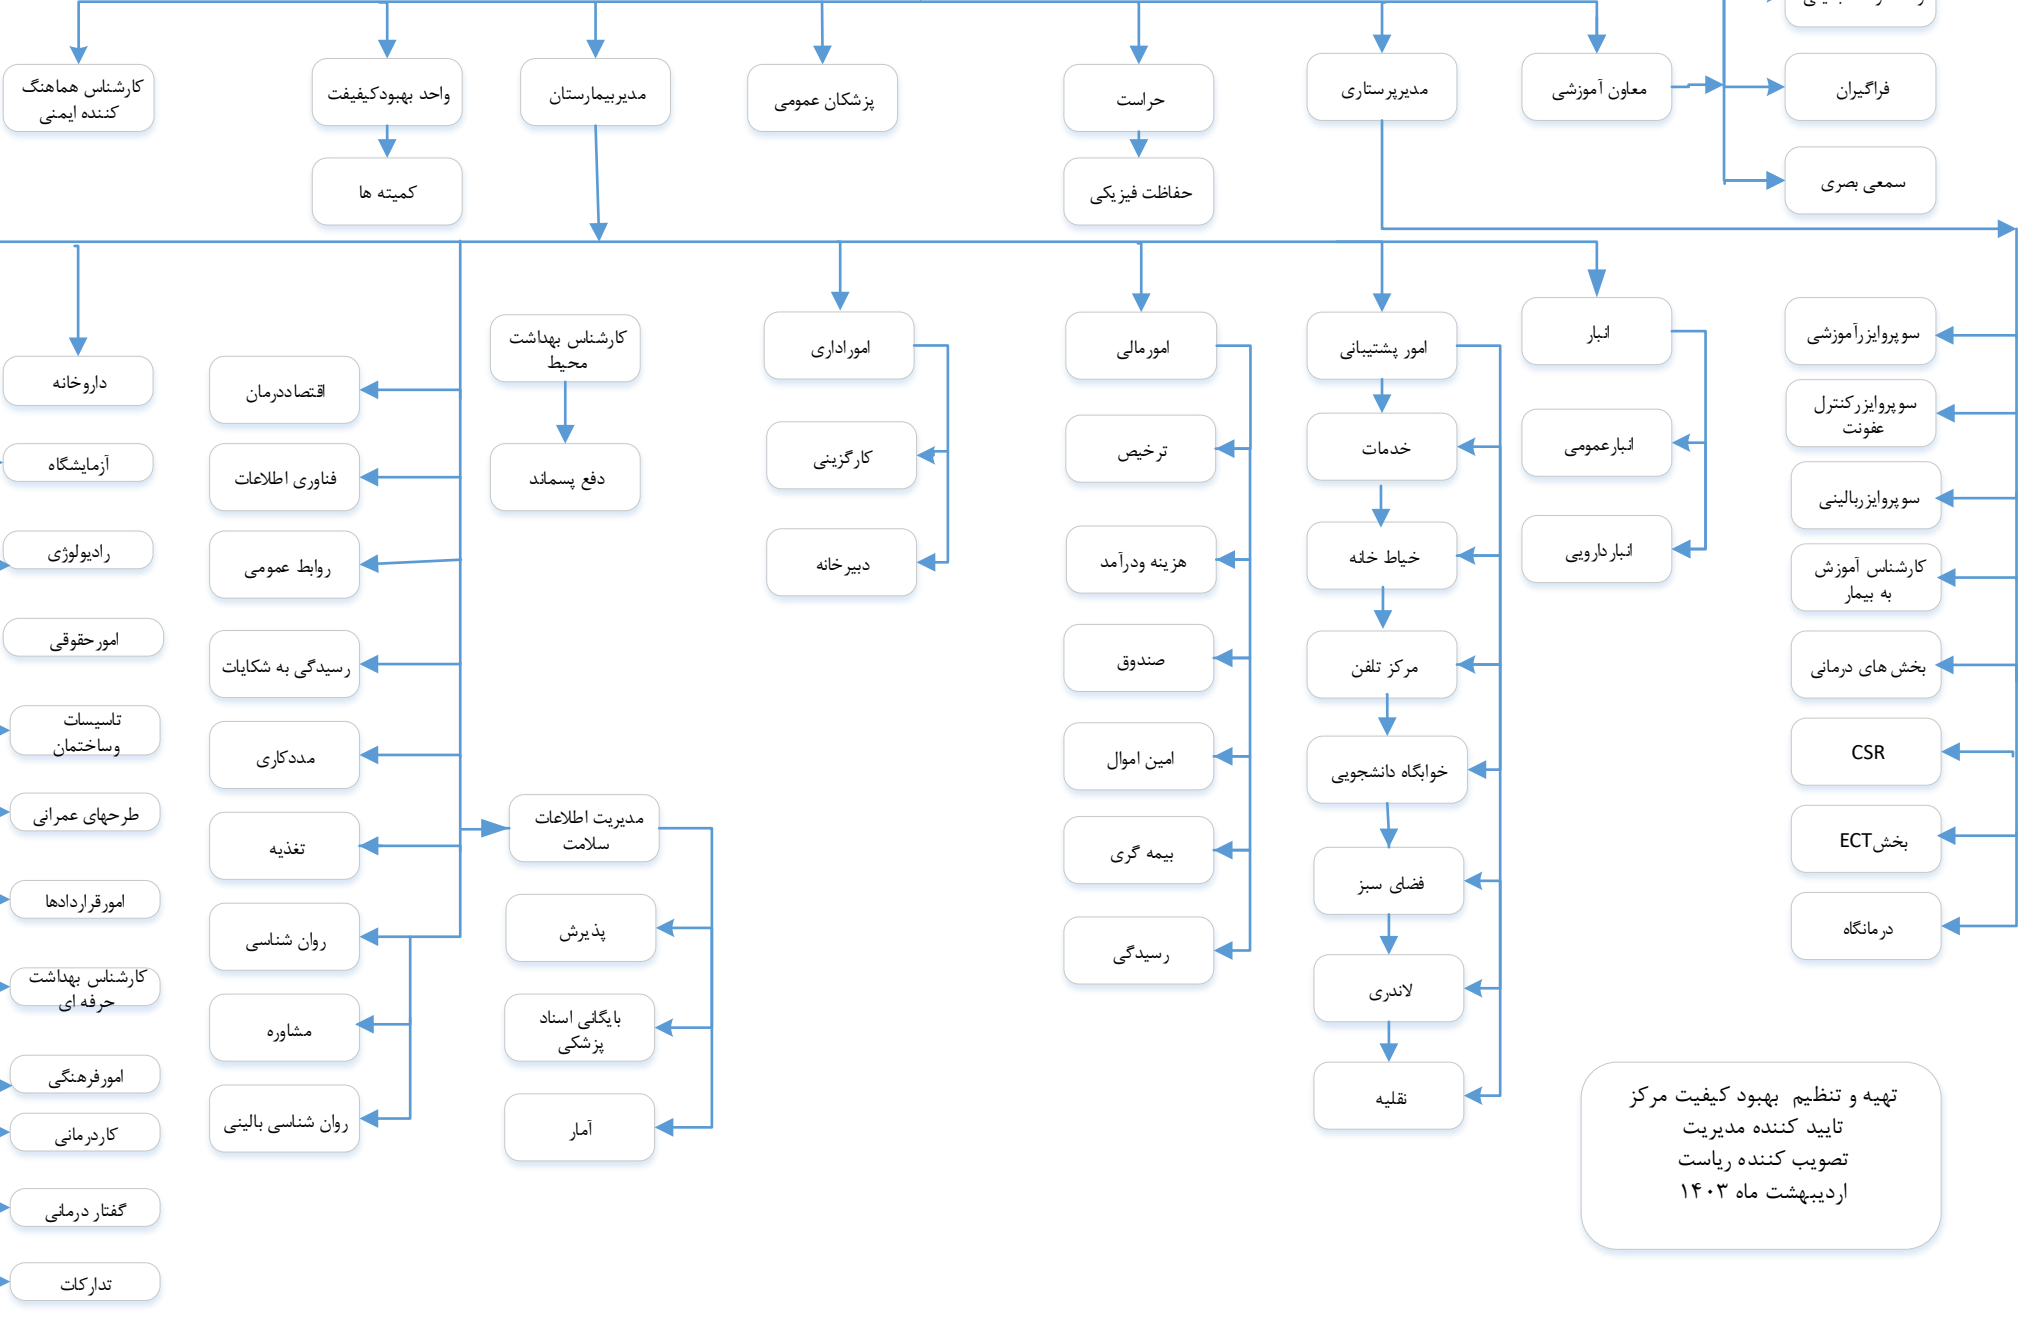 کارشناس هماهنگ
کننده ایمنی
واحد بهبودکیفیفت
مدیربیمارستان
پزشکان عمومی
حراست
مدیرپرستاری
معاون آموزشی
فراگیران
کمیته ها
حفاظت فیزیکی
سمعی بصری
سوپروایزرآموزشی
سوپروایزرکنترل
عفونت
سوپروایزربالینی
کارشناس آموزش
به بیمار
بخش های درمانی
CSR
بخشECT
درمانگاه
انبار
انبارعمومی
انباردارویی
امور پشتیبانی
خدمات
خیاط خانه
مرکز تلفن
خوابگاه دانشجویی
فضای سبز
لاندری
نقلیه
امورمالی
ترخیص
هزینه ودرآمد
صندوق
امین اموال
بیمه گری
رسیدگی
اموراداری
کارگزینی
دبیرخانه
کارشناس بهداشت
محیط
دفع پسماند
مدیریت اطلاعات
سلامت
پذیرش
بایگانی اسناد
پزشکی
آمار
اقتصاددرمان
فناوری اطلاعات
روابط عمومی
رسیدگی به شکایات
مددکاری
تغذیه
روان شناسی
مشاوره
روان شناسی بالینی
داروخانه
آزمایشگاه
رادیولوژی
امورحقوقی
تاسیسات
وساختمان
طرحهای عمرانی
امورقراردادها
کارشناس بهداشت
حرفه ای
امورفرهنگی
کاردرمانی
گفتار درمانی
تدارکات
تهیه و تنظیم بهبود کیفیت مرکز
تایید کننده مدیریت
تصویب کننده ریاست
اردیبهشت ماه ۱۴۰۳